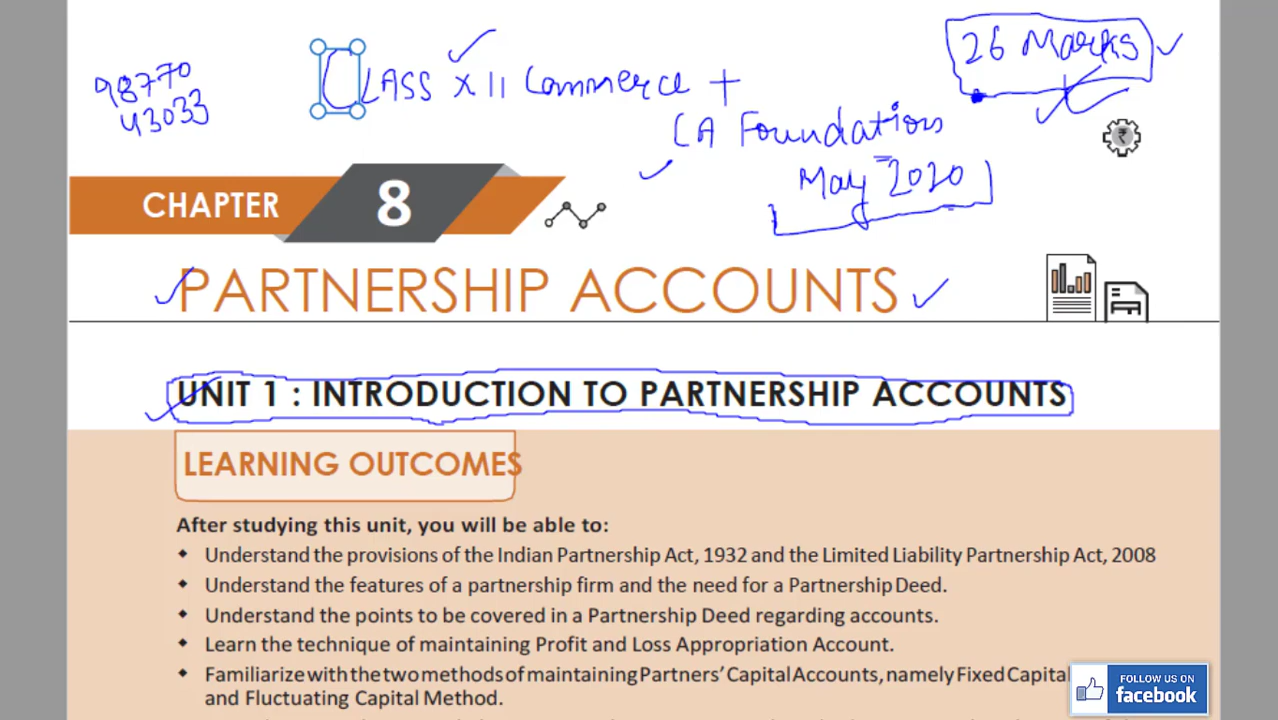 26 Marks
98770
43033
CLASS XII Commerce +
CA Foundation
May 2020
CHAPTER 8
PARTNERSHIP ACCOUNTS
UNIT 1 : INTRODUCTION TO PARTNERSHIP ACCOUNTS
LEARNING OUTCOMES
After studying this unit, you will be able to:
Understand the provisions of the Indian Partnership Act, 1932 and the Limited Liability Partnership Act, 2008
Understand the features of a partnership firm and the need for a Partnership Deed.
Understand the points to be covered in a Partnership Deed regarding accounts.
Learn the technique of maintaining Profit and Loss Appropriation Account.
Familiarize with the two methods of maintaining Partners' Capital Accounts, namely Fixed Capital
and Fluctuating Capital Method.
FOLLOW US ON
facebook